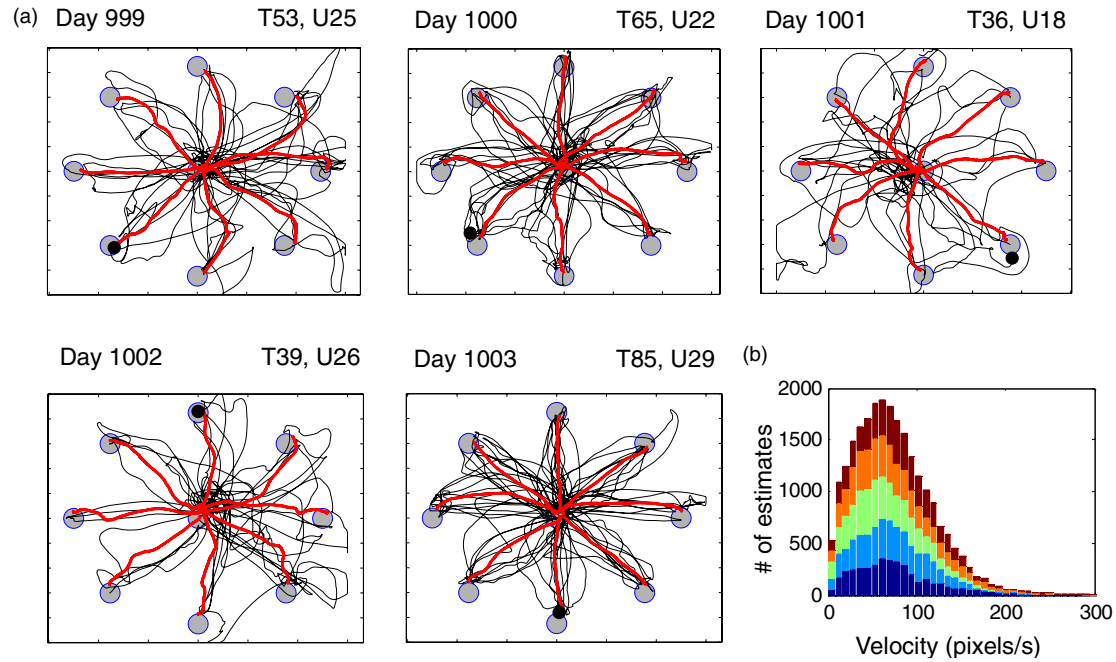 (a)
Day 999 T53, U25
Day 1000 T65, U22
Day 1001 T36, U18
Day 1002 T39, U26
Day 1003 T85, U29
(b)
2000
1500
1000
500
0
# of estimates
0 100 200 300
Velocity (pixels/s)